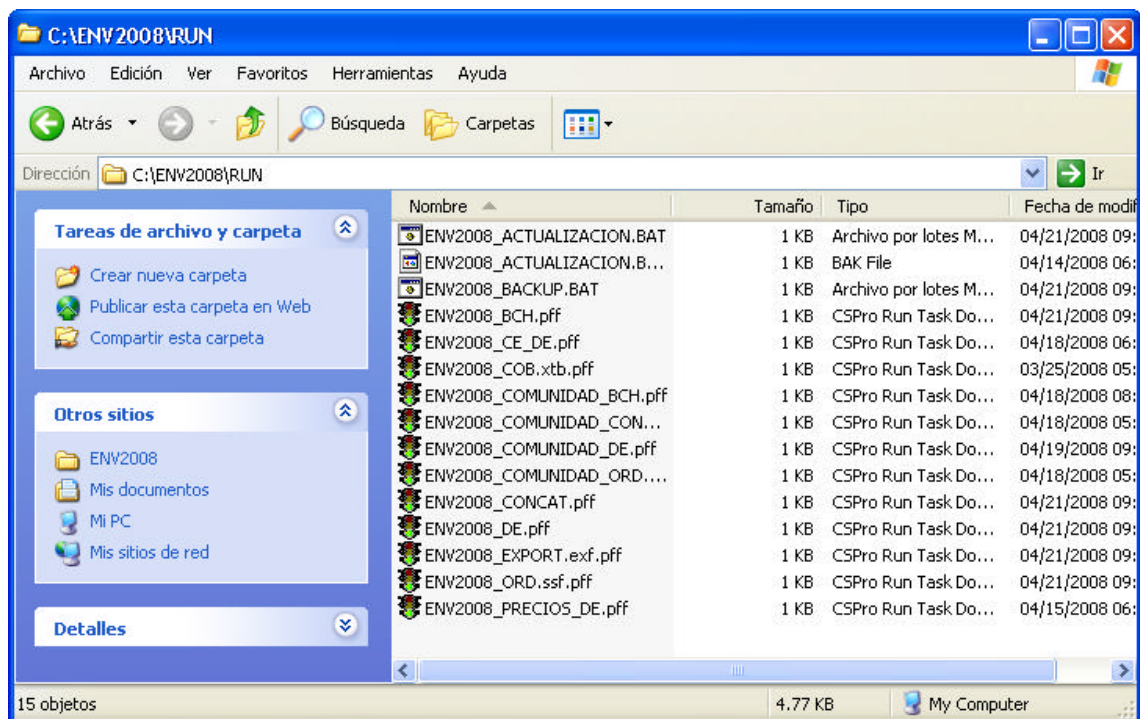 C:\ENV2008\RUN
Archivo Edición Ver Favoritos Herramientas Ayuda
Atrás Búsqueda Carpetas
Dirección C:\ENV2008\RUN Ir
Tareas de archivo y carpeta
Crear nueva carpeta
Publicar esta carpeta en Web
Compartir esta carpeta
Otros sitios
ENV2008
Mis documentos
Mi PC
Mis sitios de red
Detalles
Nombre Tamaño Tipo Fecha de modif
ENV2008_ACTUALIZACION.BAT 1 KB Archivo por lotes M... 04/21/2008 09:
ENV2008_ACTUALIZACION.B... 1 KB BAK File 04/14/2008 06:
ENV2008_BACKUP.BAT 1 KB Archivo por lotes M... 04/21/2008 09:
ENV2008_BCH.pff 1 KB CSPro Run Task Do... 04/21/2008 09:
ENV2008_CE_DE.pff 1 KB CSPro Run Task Do... 04/18/2008 06:
ENV2008_COB.xtb.pff 1 KB CSPro Run Task Do... 03/25/2008 05:
ENV2008_COMUNIDAD_BCH.pff 1 KB CSPro Run Task Do... 04/18/2008 08:
ENV2008_COMUNIDAD_CON... 1 KB CSPro Run Task Do... 04/18/2008 05:
ENV2008_COMUNIDAD_DE.pff 1 KB CSPro Run Task Do... 04/19/2008 09:
ENV2008_COMUNIDAD_ORD.... 1 KB CSPro Run Task Do... 04/18/2008 05:
ENV2008_CONCAT.pff 1 KB CSPro Run Task Do... 04/21/2008 09:
ENV2008_DE.pff 1 KB CSPro Run Task Do... 04/21/2008 09:
ENV2008_EXPORT.exf.pff 1 KB CSPro Run Task Do... 04/21/2008 09:
ENV2008_ORD.ssf.pff 1 KB CSPro Run Task Do... 04/21/2008 09:
ENV2008_PRECIOS_DE.pff 1 KB CSPro Run Task Do... 04/15/2008 06:
15 objetos 4.77 KB My Computer